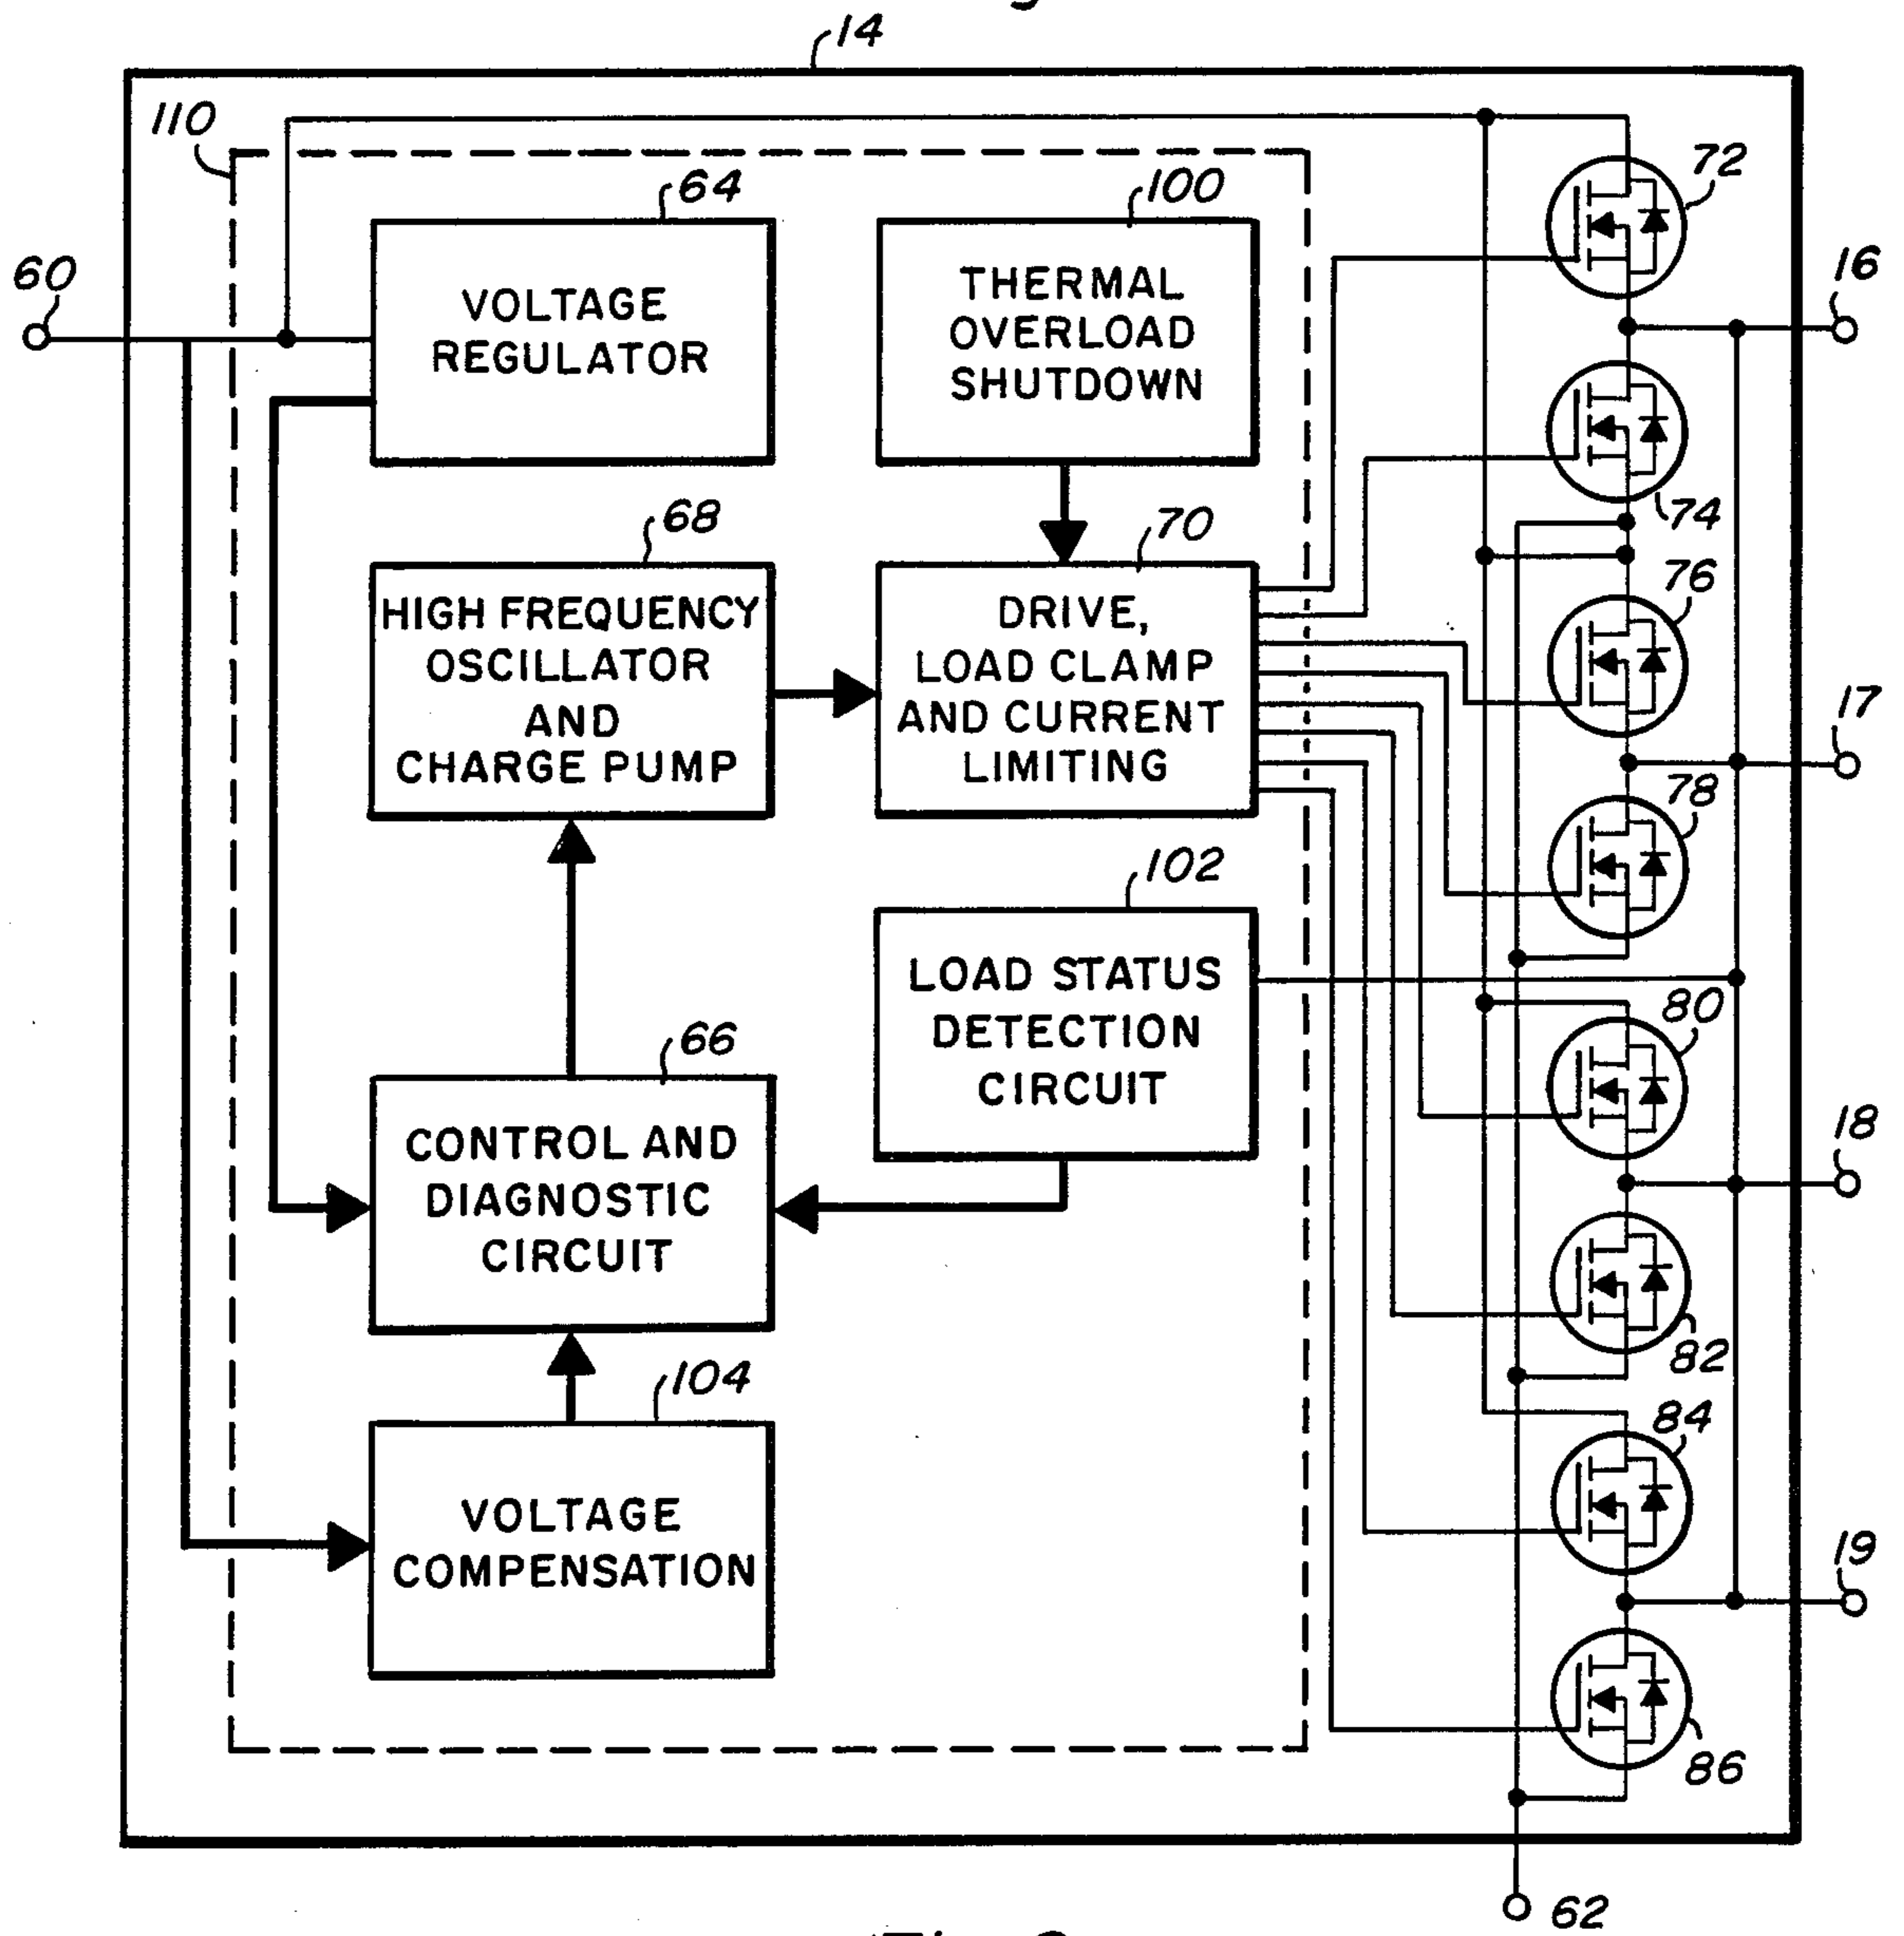 14
110
64
100
72
60
VOLTAGE
REGULATOR
THERMAL
OVERLOAD
SHUTDOWN
16
68
70
74
HIGH FREQUENCY
OSCILLATOR
AND
CHARGE PUMP
DRIVE,
LOAD CLAMP
AND CURRENT
LIMITING
76
17
78
102
LOAD STATUS
DETECTION
CIRCUIT
80
66
CONTROL AND
DIAGNOSTIC
CIRCUIT
18
82
104
VOLTAGE
COMPENSATION
84
19
86
62